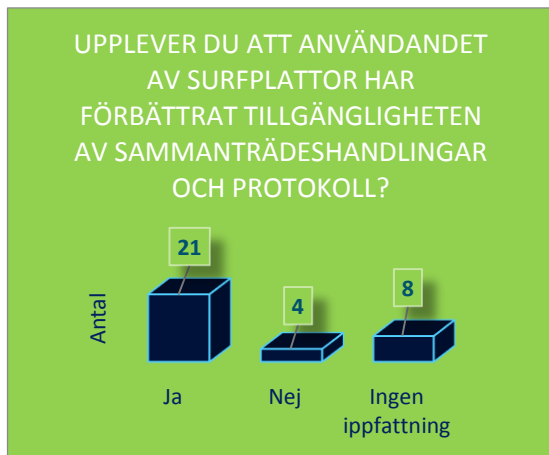 UPPLEVER DU ATT ANVÄNDANDET
AV SURFPLATTOR HAR
FÖRBÄTTRAT TILLGÄNGLIGHETEN
AV SAMMANTRÄDESHANDLINGAR
OCH PROTOKOLL?
21
4
8
Antal
Ja
Nej
Ingen
ippfattning